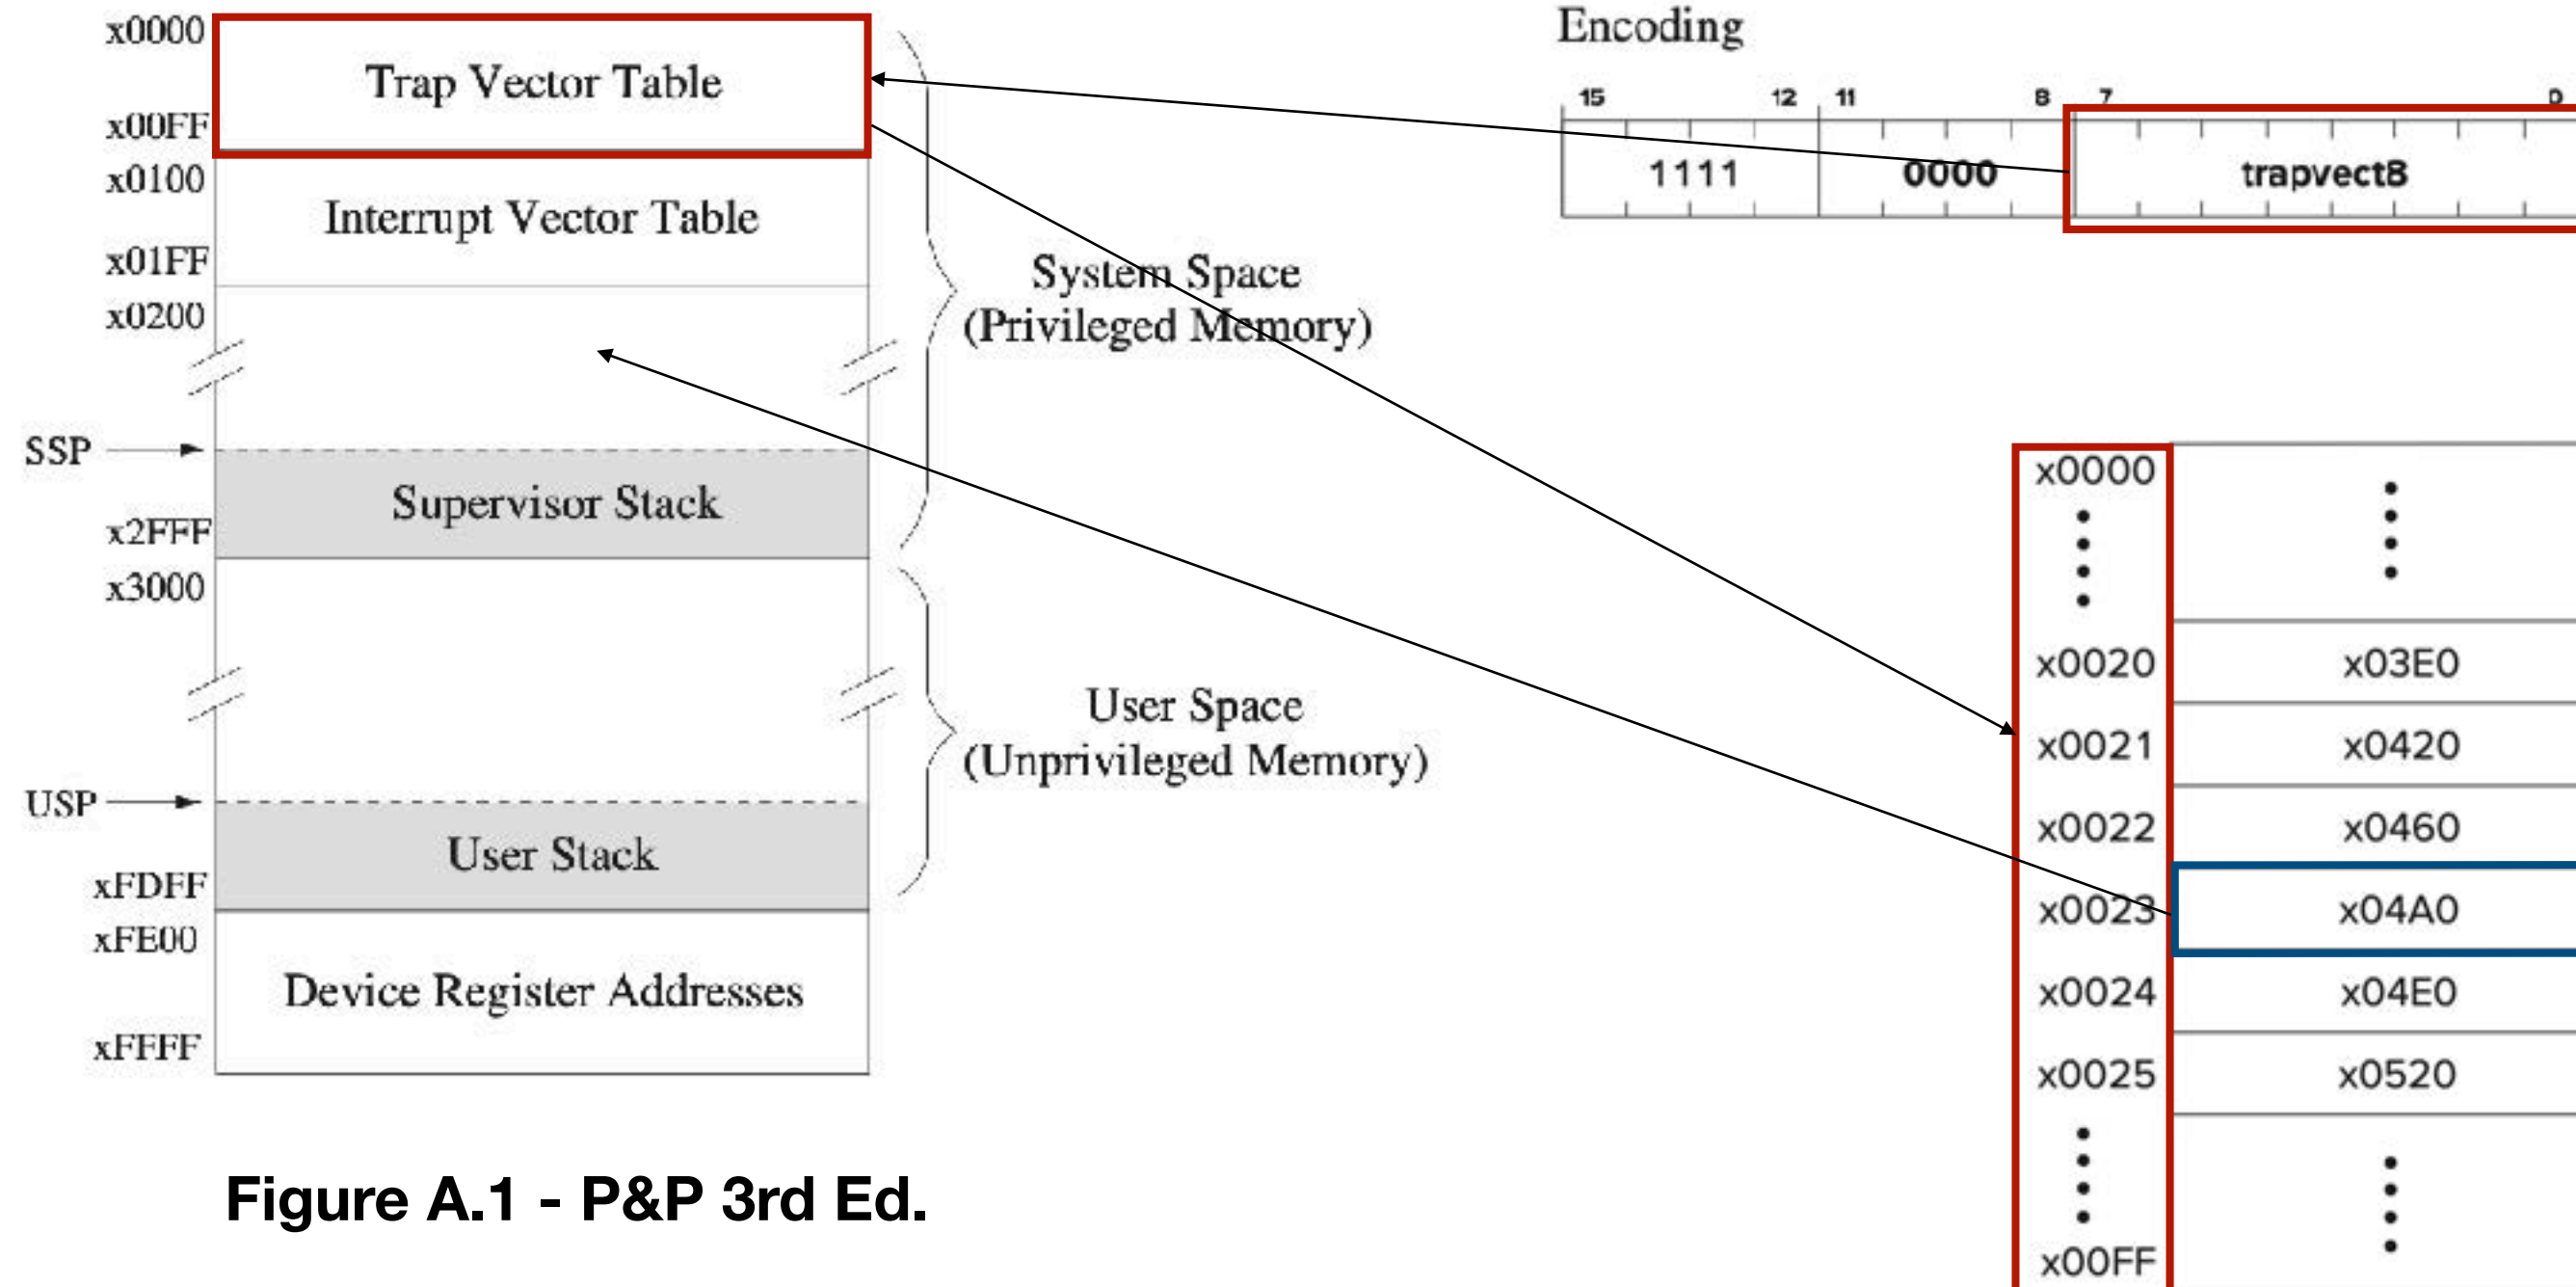 x0000
Trap Vector Table
x00FF
x0100
Interrupt Vector Table
x01FF
x0200
System Space
(Privileged Memory)
SSP
Supervisor Stack
x2FFF
x3000
User Space
(Unprivileged Memory)
USP
User Stack
xFDFF
xFE00
Device Register Addresses
xFFFF
Figure A.1 - P&P 3rd Ed.
Encoding
15 12 11 8 7 0
1111 0000 trapvect8
x0000
x0020 x03E0
x0021 x0420
x0022 x0460
x0023 x04A0
x0024 x04E0
x0025 x0520
x00FF